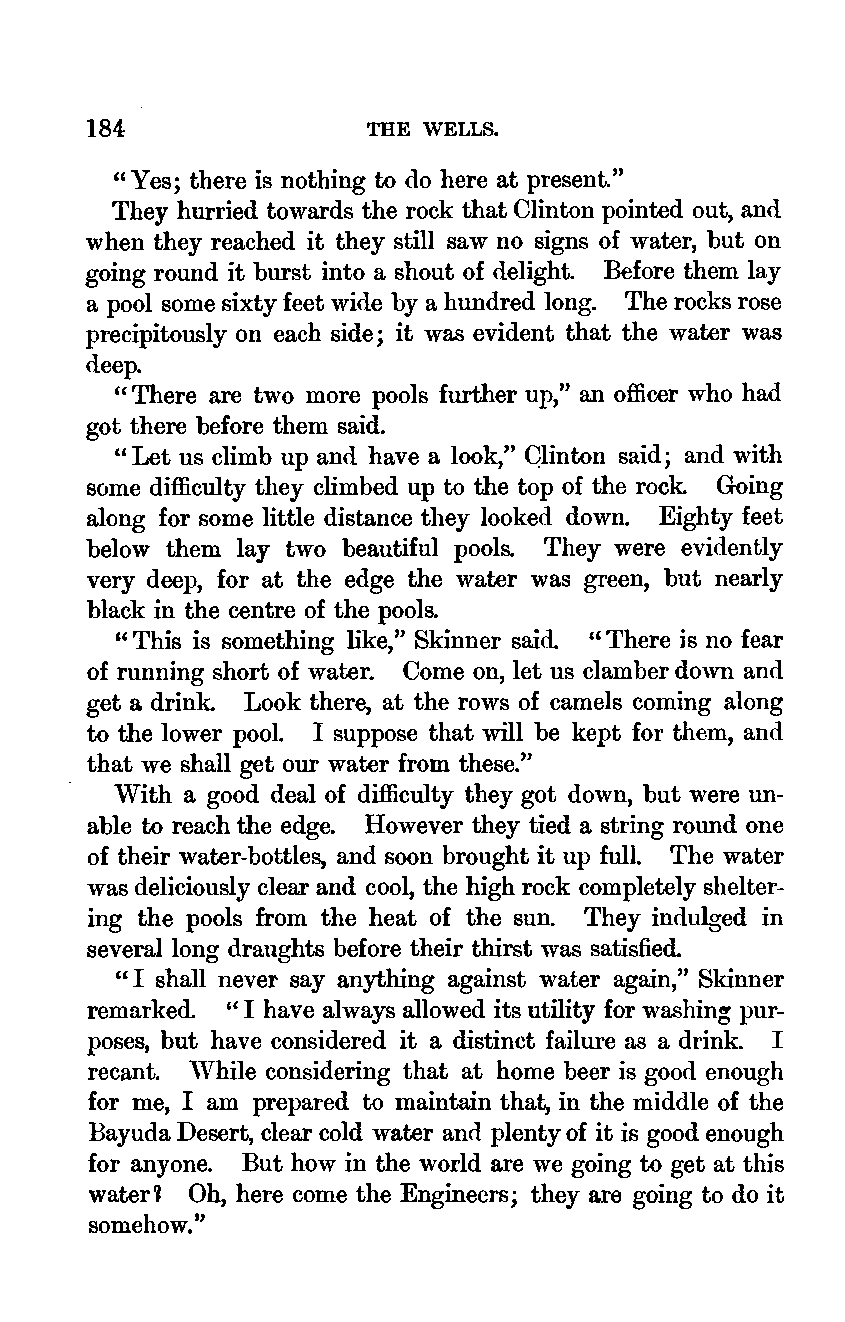 184 THE WELLS.
“Yes; there is nothing to do here at present.”
They hurried towards the rock that Clinton pointed out, and
when they reached it they still saw no signs of water, but on
going round it burst into a shout of delight. Before them lay
a pool some sixty feet wide by a hundred long. The rocks rose
precipitously on each side; it was evident that the water was
deep.
“There are two more pools further up,” an officer who had
got there before them said.
“Let us climb up and have a look,” Clinton said; and with
some difficulty they climbed up to the top of the rock. Going
along for some little distance they looked down. Eighty feet
below them lay two beautiful pools. They were evidently
very deep, for at the edge the water was green, but nearly
black in the centre of the pools.
“This is something like,” Skinner said. “There is no fear
of running short of water. Come on, let us clamber down and
get a drink. Look there, at the rows of camels coming along
to the lower pool. I suppose that will be kept for them, and
that we shall get our water from these.”
With a good deal of difficulty they got down, but were un-
able to reach the edge. However they tied a string round one
of their water-bottles, and soon brought it up full. The water
was deliciously clear and cool, the high rock completely shelter-
ing the pools from the heat of the sun. They indulged in
several long draughts before their thirst was satisfied.
“I shall never say anything against water again,” Skinner
remarked. “I have always allowed its utility for washing pur-
poses, but have considered it a distinct failure as a drink. I
recant. While considering that at home beer is good enough
for me, I am prepared to maintain that, in the middle of the
Bayuda Desert, clear cold water and plenty of it is good enough
for anyone. But how in the world are we going to get at this
water? Oh, here come the Engineers; they are going to do it
somehow.”